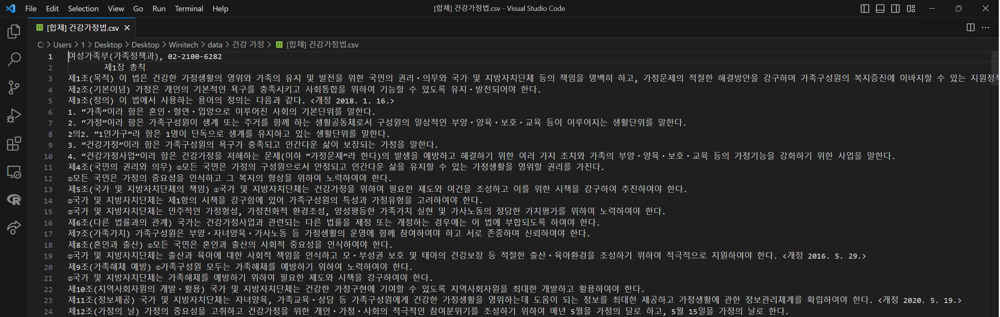 File Edit Selection View Go Run Terminal Help [합체] 건강가정법.csv - Visual Studio Code
[합체] 건강가정법.csv
C: > Users > 1 > Desktop > Desktop > Winitech > data > 건강 가정 > [합체] 건강가정법.csv
1 여성가족부(가족정책과), 02-2100-6282
2 제1장 총칙
3 제1조(목적) 이 법은 건강한 가정생활의 영위와 가족의 유지 및 발전을 위한 국민의 권리·의무와 국가 및 지방자치단체 등의 책임을 명백히 하고, 가정문제의 적절한 해결방안을 강구하며 가족구성원의 복지증진에 이바지할 수 있는 지원정책
4 제2조(기본이념) 가정은 개인의 기본적인 욕구를 충족시키고 사회통합을 위하여 기능할 수 있도록 유지·발전되어야 한다.
5 제3조(정의) 이 법에서 사용하는 용어의 정의는 다음과 같다. <개정 2018. 1. 16.>
6 1. “가족”이라 함은 혼인·혈연·입양으로 이루어진 사회의 기본단위를 말한다.
7 2. “가정”이라 함은 가족구성원이 생계 또는 주거를 함께 하는 생활공동체로서 구성원의 일상적인 부양·양육·보호·교육 등이 이루어지는 생활단위를 말한다.
8 2의2. “1인가구”라 함은 1명이 단독으로 생계를 유지하고 있는 생활단위를 말한다.
9 3. “건강가정”이라 함은 가족구성원의 욕구가 충족되고 인간다운 삶이 보장되는 가정을 말한다.
10 4. “건강가정사업”이라 함은 건강가정을 저해하는 문제(이하 “가정문제”라 한다)의 발생을 예방하고 해결하기 위한 여러 가지 조치와 가족의 부양·양육·보호·교육 등의 가정기능을 강화하기 위한 사업을 말한다.
11 제4조(국민의 권리와 의무) ①모든 국민은 가정의 구성원으로서 안정되고 인간다운 삶을 유지할 수 있는 가정생활을 영위할 권리를 가진다.
12 ②모든 국민은 가정의 중요성을 인식하고 그 복지의 향상을 위하여 노력하여야 한다.
13 제5조(국가 및 지방자치단체의 책임) ①국가 및 지방자치단체는 건강가정을 위하여 필요한 제도와 여건을 조성하고 이를 위한 시책을 강구하여 추진하여야 한다.
14 ②국가 및 지방자치단체는 제1항의 시책을 강구함에 있어 가족구성원의 특성과 가정유형을 고려하여야 한다.
15 ③국가 및 지방자치단체는 민주적인 가정형성, 가정친화적 환경조성, 양성평등한 가족가치 실현 및 가사노동의 정당한 가치평가를 위하여 노력하여야 한다.
16 제6조(다른 법률과의 관계) 국가는 건강가정사업과 관련되는 다른 법률을 제정 또는 개정하는 경우에는 이 법에 부합되도록 하여야 한다.
17 제7조(가족가치) 가족구성원은 부양·자녀양육·가사노동 등 가정생활의 운영에 함께 참여하여야 하고 서로 존중하며 신뢰하여야 한다.
18 제8조(혼인과 출산) ①모든 국민은 혼인과 출산의 사회적 중요성을 인식하여야 한다.
19 ②국가 및 지방자치단체는 출산과 육아에 대한 사회적 책임을 인식하고 모·부성권 보호 및 태아의 건강보장 등 적절한 출산·육아환경을 조성하기 위하여 적극적으로 지원하여야 한다. <개정 2016. 5. 29.>
20 제9조(가족해체 예방) ①가족구성원 모두는 가족해체를 예방하기 위하여 노력하여야 한다.
21 ②국가 및 지방자치단체는 가족해체를 예방하기 위하여 필요한 제도와 시책을 강구하여야 한다.
22 제10조(지역사회자원의 개발·활용) 국가 및 지방자치단체는 건강한 가정구현에 기여할 수 있도록 지역사회자원을 최대한 개발하고 활용하여야 한다.
23 제11조(정보제공) 국가 및 지방자치단체는 자녀양육, 가족교육·상담 등 가족구성원에게 건강한 가정생활을 영위하는데 도움이 되는 정보를 최대한 제공하고 가정생활에 관한 정보관리체계를 확립하여야 한다. <개정 2020. 5. 19.>
24 제12조(가정의 날) 가정의 중요성을 고취하고 건강가정을 위한 개인·가정·사회의 적극적인 참여분위기를 조성하기 위하여 매년 5월을 가정의 달로 하고, 5월 15일을 가정의 날로 한다.